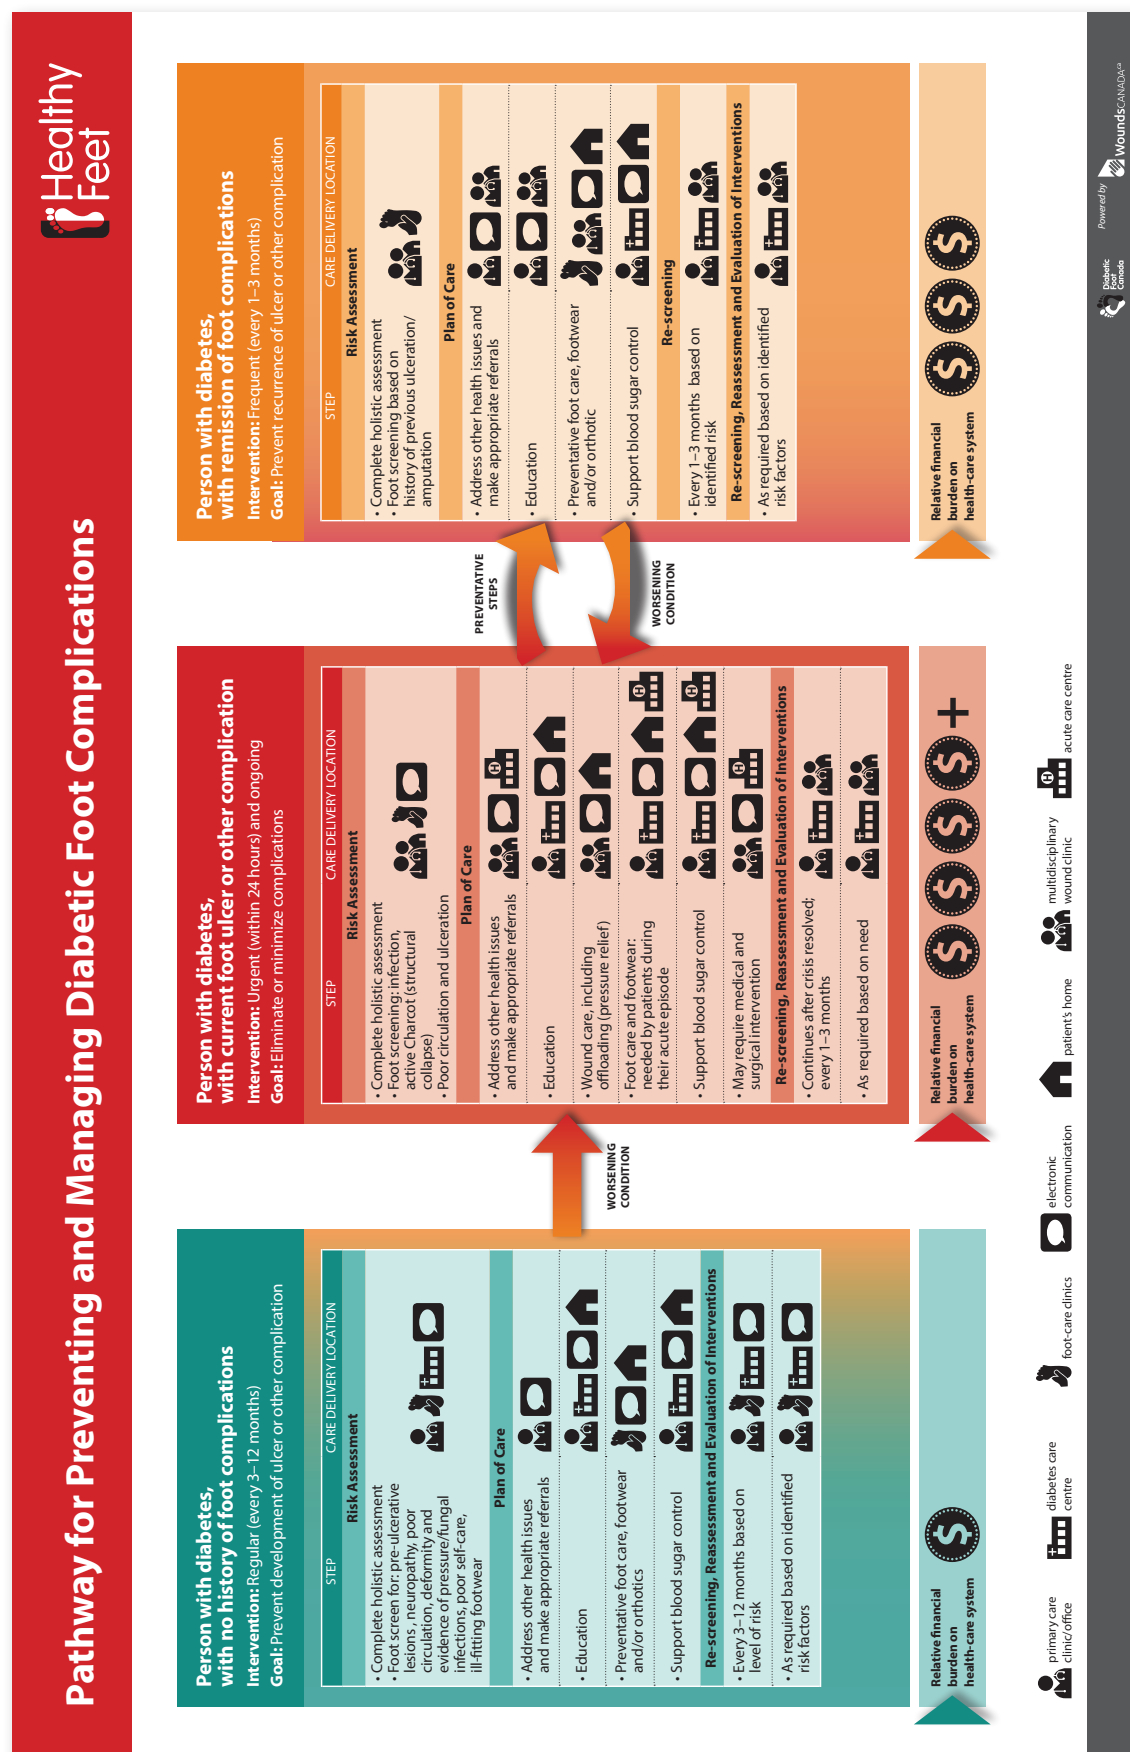 Pathway for Preventing and Managing Diabetic Foot Complications
Healthy
Feet
Person with diabetes,
with no history of foot complications
Intervention: Regular (every 3–12 months)
Goal: Prevent development of ulcer or other complication
STEP
CARE DELIVERY LOCATION
Risk Assessment
• Complete holistic assessment
• Foot screen for: pre-ulcerative
lesions, neuropathy, poor
circulation, deformity and
evidence of pressure/fungal
infections, poor self-care,
ill-fitting footwear
Plan of Care
• Address other health issues
and make appropriate referrals
• Education
• Preventative foot care, footwear
and/or orthotics
• Support blood sugar control
Re-screening, Reassessment and Evaluation of Interventions
• Every 3–12 months based on
level of risk
• As required based on identified
risk factors
Relative financial
burden on
health-care system
$
WORSENING
CONDITION
Person with diabetes,
with current foot ulcer or other complication
Intervention: Urgent (within 24 hours) and ongoing
Goal: Eliminate or minimize complications
STEP
CARE DELIVERY LOCATION
Risk Assessment
• Complete holistic assessment
• Foot screening: infection,
active Charcot (structural
collapse)
• Poor circulation and ulceration
Plan of Care
• Address other health issues
and make appropriate referrals
H
• Education
• Wound care, including
offloading (pressure relief)
• Foot care and footwear:
needed by patients during
their acute episode
H
• Support blood sugar control
H
• May require medical and
surgical intervention
H
Re-screening, Reassessment and Evaluation of Interventions
• Continues after crisis resolved;
every 1–3 months
• As required based on need
Relative financial
burden on
health-care system
$ $ $ $ +
PREVENTATIVE
STEPS
WORSENING
CONDITION
Person with diabetes,
with remission of foot complications
Intervention: Frequent (every 1–3 months)
Goal: Prevent recurrence of ulcer or other complication
STEP
CARE DELIVERY LOCATION
Risk Assessment
• Complete holistic assessment
• Foot screening based on
history of previous ulceration/
amputation
Plan of Care
• Address other health issues and
make appropriate referrals
• Education
• Preventative foot care, footwear
and/or orthotic
• Support blood sugar control
Re-screening
• Every 1–3 months based on
identified risk
Re-screening, Reassessment and Evaluation of Interventions
• As required based on identified
risk factors
Relative financial
burden on
health-care system
$ $ $
primary care
clinic/office
diabetes care
centre
foot-care clinics
electronic
communication
patient's home
multidisciplinary
wound clinic
H
acute care centre
Diabetic
Foot
Canada
Powered by
WoundsCANADA.ca